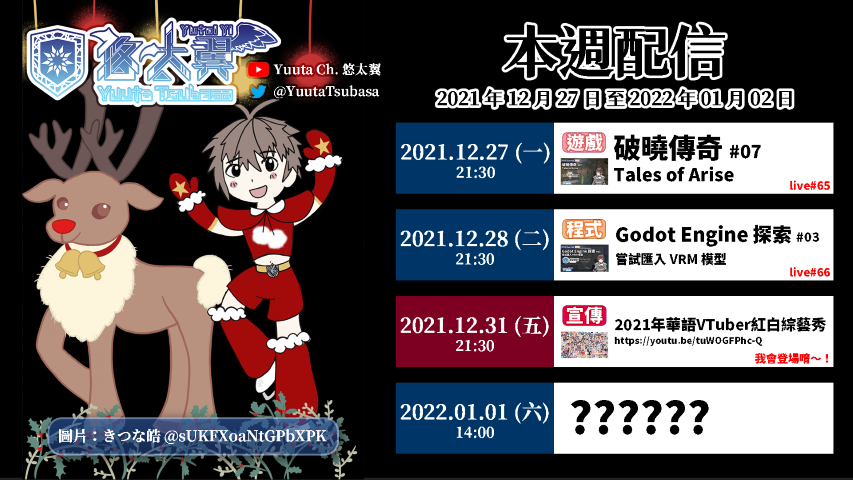 Yuutai Yi
悠太翼
Yuuta Tsubasa
Yuuta Ch. 悠太翼
@YuutaTsubasa
本週配信
2021年12月27日至2022年01月02日
2021.12.27 (一)
21:30
遊戲
破曉傳奇 #07
Tales of Arise
live#65
2021.12.28 (二)
21:30
程式
Godot Engine 探索 #03
嘗試匯入 VRM 模型
live#66
2021.12.31 (五)
21:30
宣傳
2021年華語VTuber紅白綜藝秀
https://youtu.be/tuWOGFPhc-Q
我會登場唷～！
2022.01.01 (六)
14:00
??????
圖片：きつな皓 @sUKFXoaNtGPbXPK